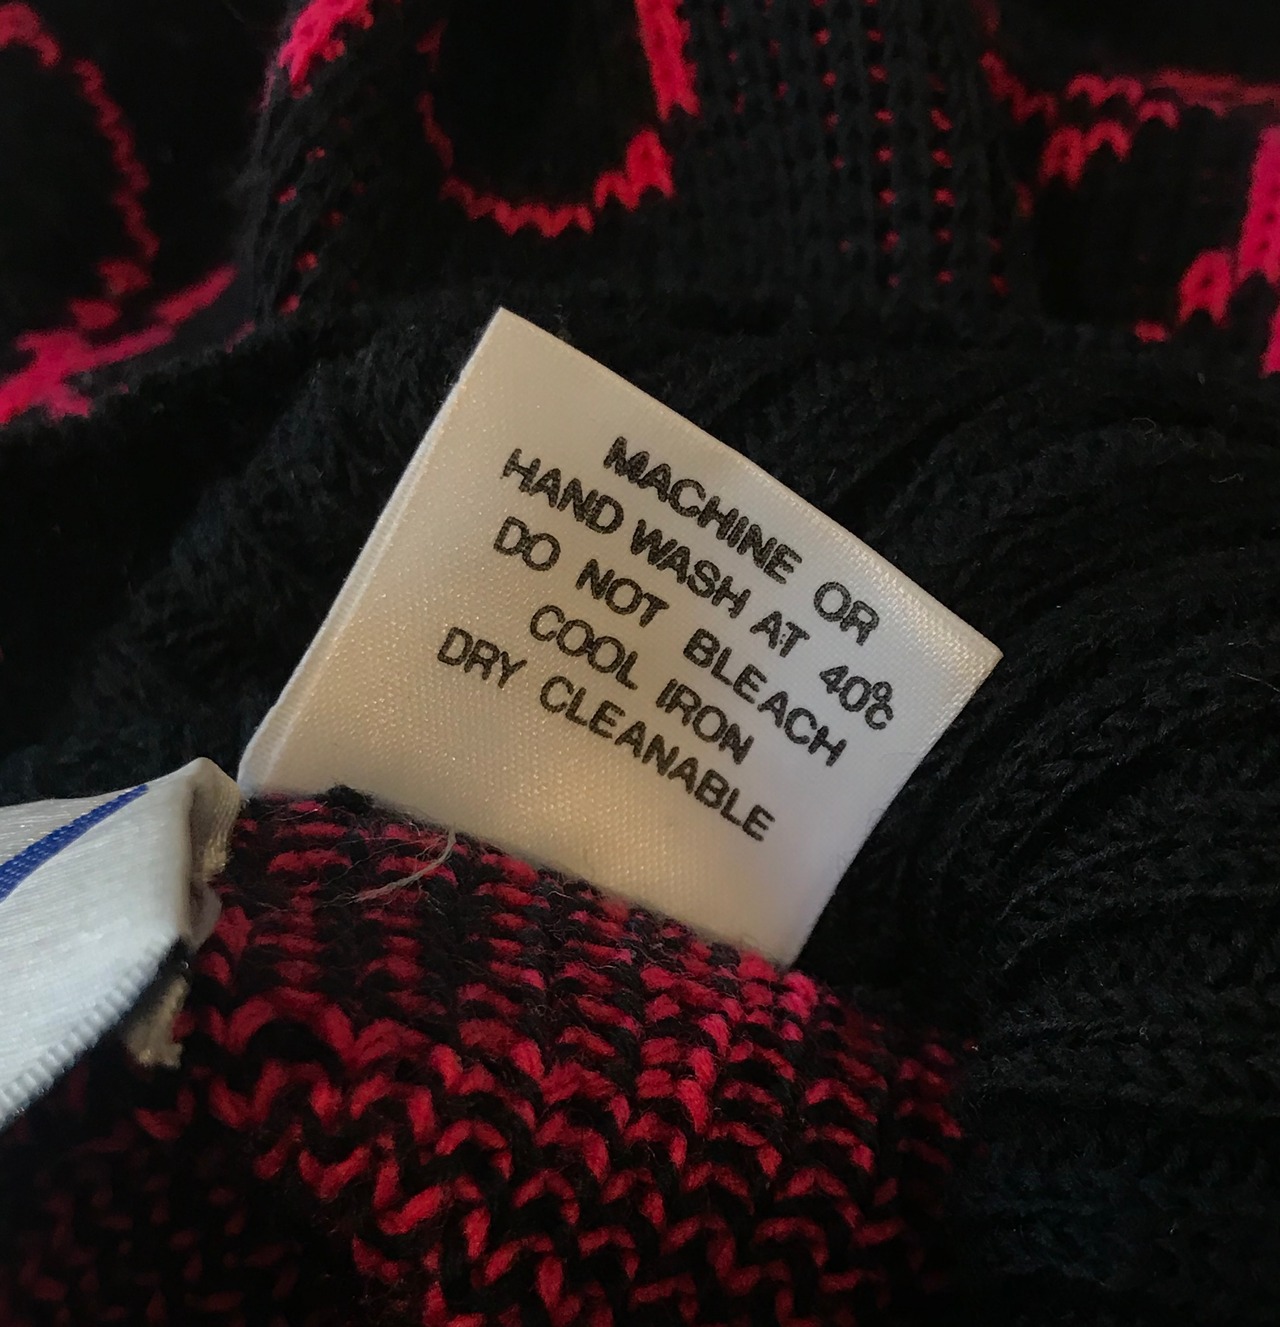 MACHINE OR
HAND WASH AT 40°C
DO NOT BLEACH
COOL IRON
DRY CLEANABLE